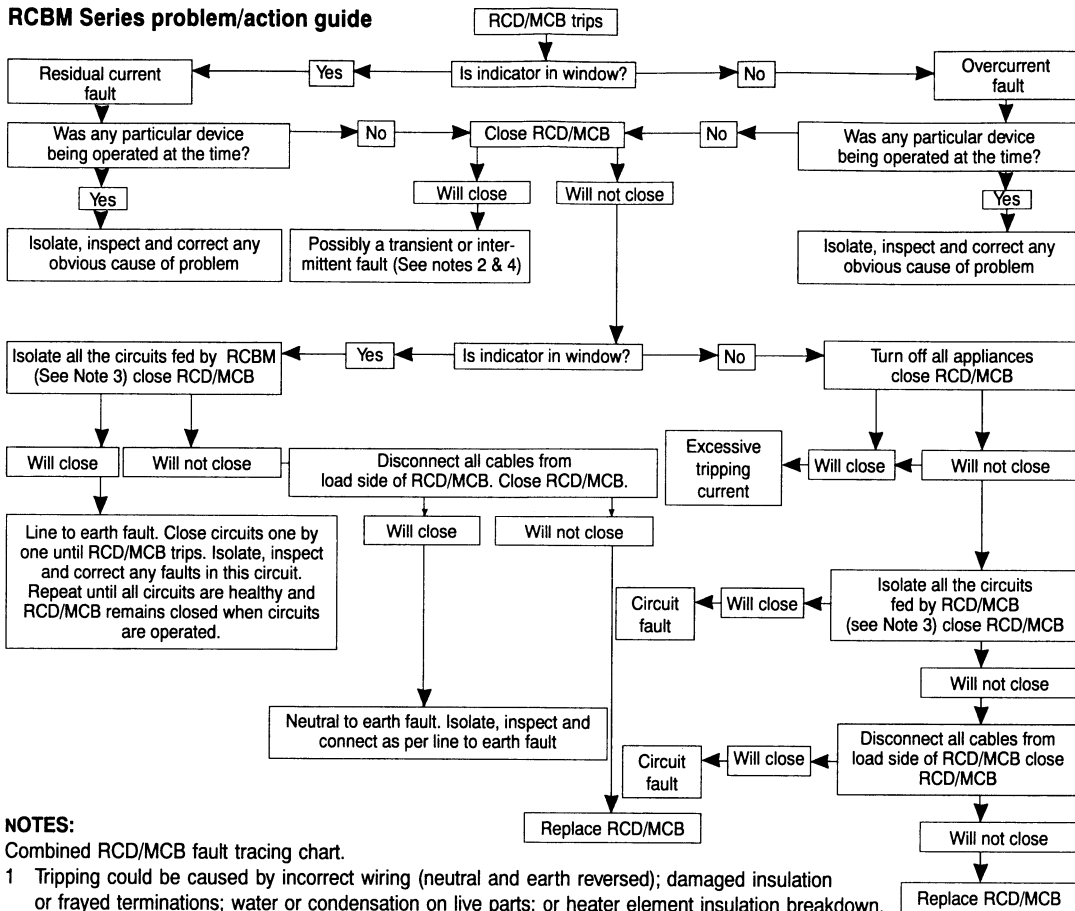 RCBM Series problem/action guide
RCD/MCB trips
Residual current
fault
Yes
Is indicator in window?
No
Overcurrent
fault
Was any particular device
being operated at the time?
No
Close RCD/MCB
No
Was any particular device
being operated at the time?
Yes
Will close
Will not close
Yes
Isolate, inspect and correct any
obvious cause of problem
Possibly a transient or inter-
mittent fault (See notes 2 & 4)
Isolate, inspect and correct any
obvious cause of problem
Isolate all the circuits fed by RCBM
(See Note 3) close RCD/MCB
Yes
Is indicator in window?
No
Turn off all appliances
close RCD/MCB
Will close
Will not close
Disconnect all cables from
load side of RCD/MCB. Close RCD/MCB.
Excessive
tripping
current
Will close
Will not close
Line to earth fault. Close circuits one by
one until RCD/MCB trips. Isolate, inspect
and correct any faults in this circuit.
Repeat until all circuits are healthy and
RCD/MCB remains closed when circuits
are operated.
Will close
Will not close
Circuit
fault
Will close
Isolate all the circuits
fed by RCD/MCB
(see Note 3) close RCD/MCB
Will not close
Neutral to earth fault. Isolate, inspect and
connect as per line to earth fault
Circuit
fault
Will close
Disconnect all cables from
load side of RCD/MCB close
RCD/MCB
Replace RCD/MCB
Will not close
Replace RCD/MCB
NOTES:
Combined RCD/MCB fault tracing chart.
1 Tripping could be caused by incorrect wiring (neutral and earth reversed); damaged insulation
or frayed terminations; water or condensation on live parts; or heater element insulation breakdown.